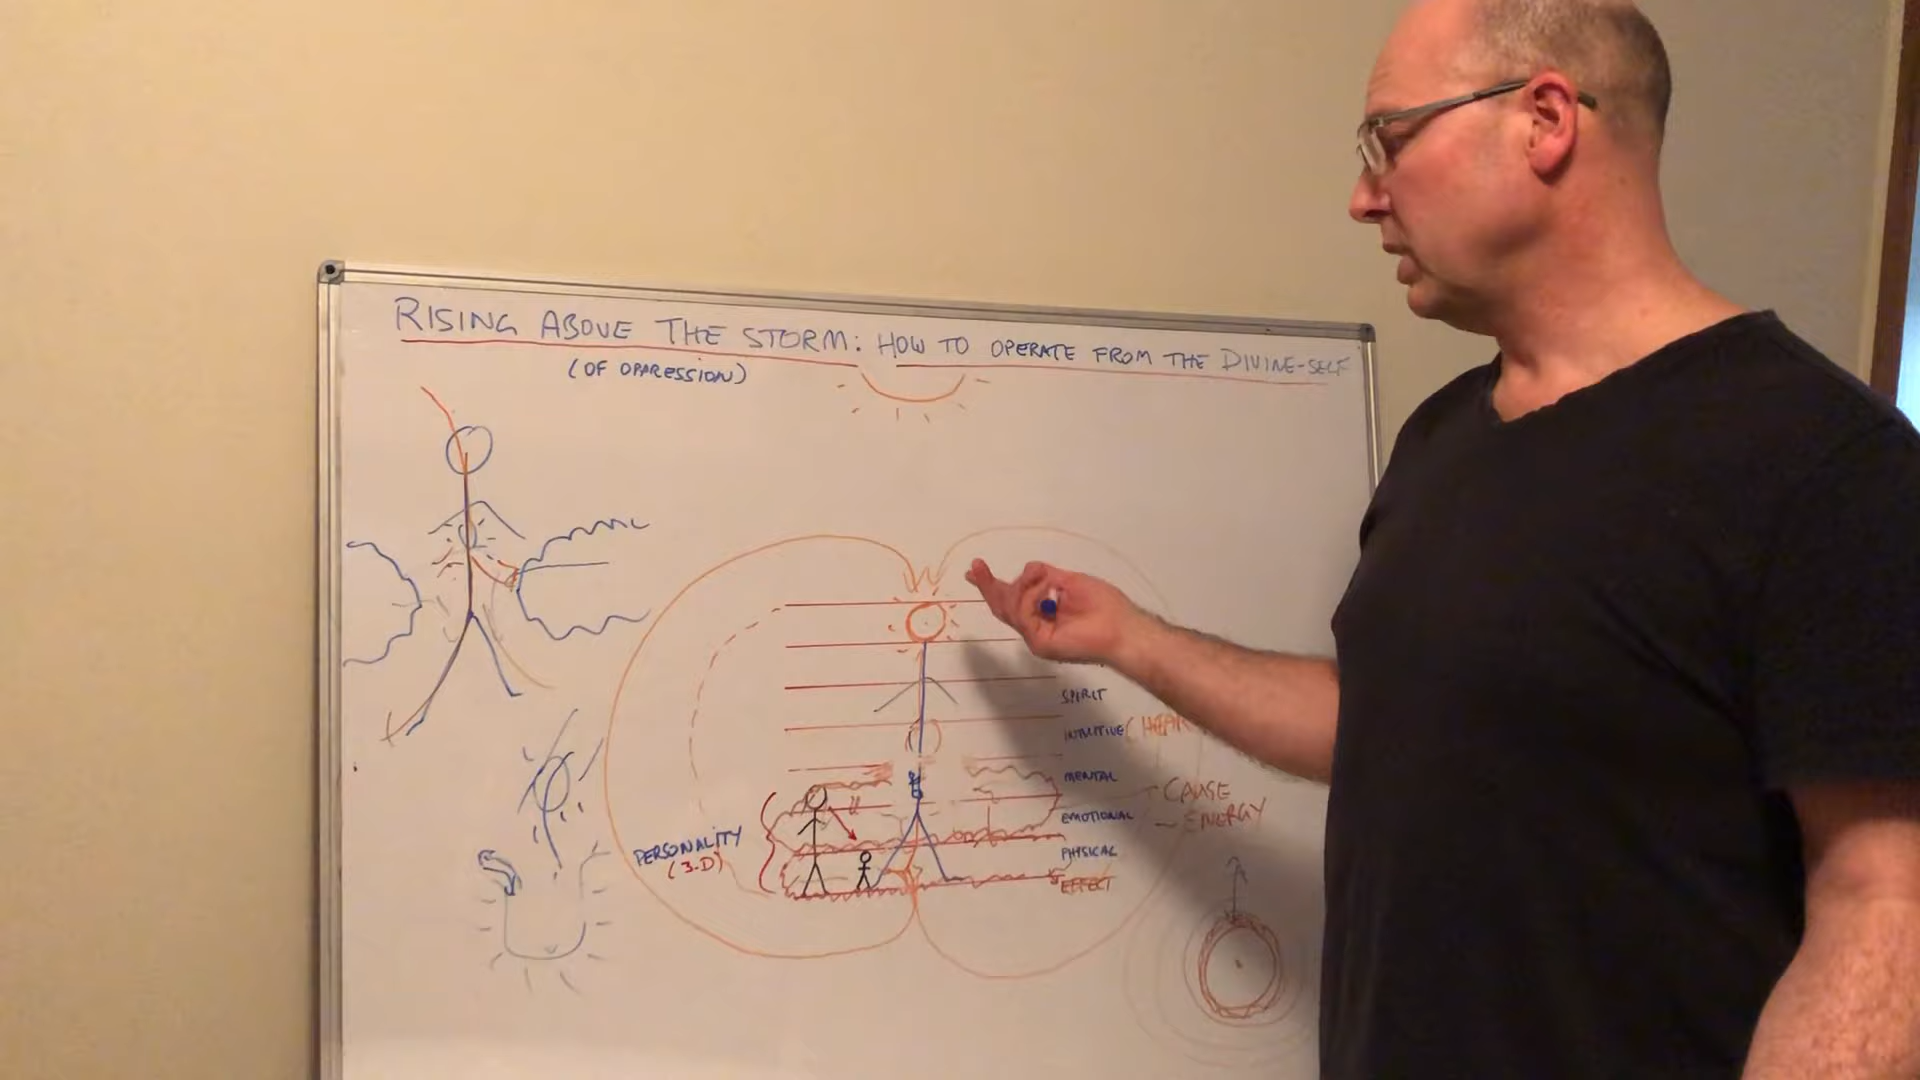 RISING ABOVE THE STORM: HOW TO OPERATE FROM THE DIVINE-SELF
(OF OPPRESSION)
SPIRIT
INTUITIVE (HEAR
MENTAL
CAUSE
EMOTIONAL - ENERGY
PERSONALITY
(3-D)
PHYSICAL
EFFECT